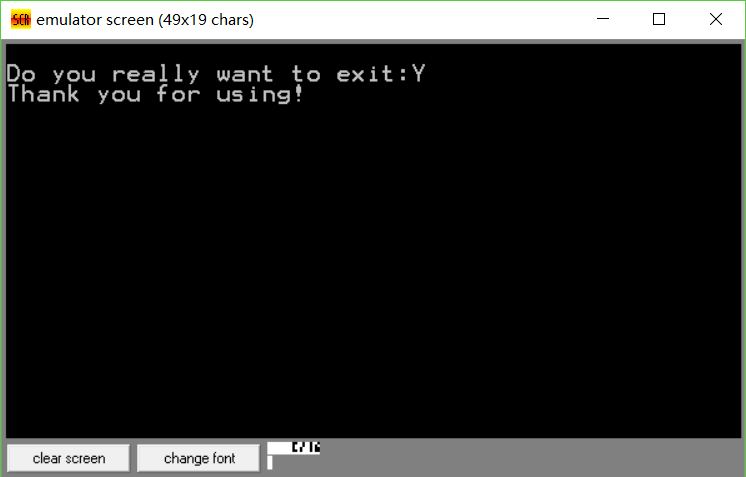 emulator screen (49x19 chars)
Do you really want to exit:Y
Thank you for using!
clear screen
change font